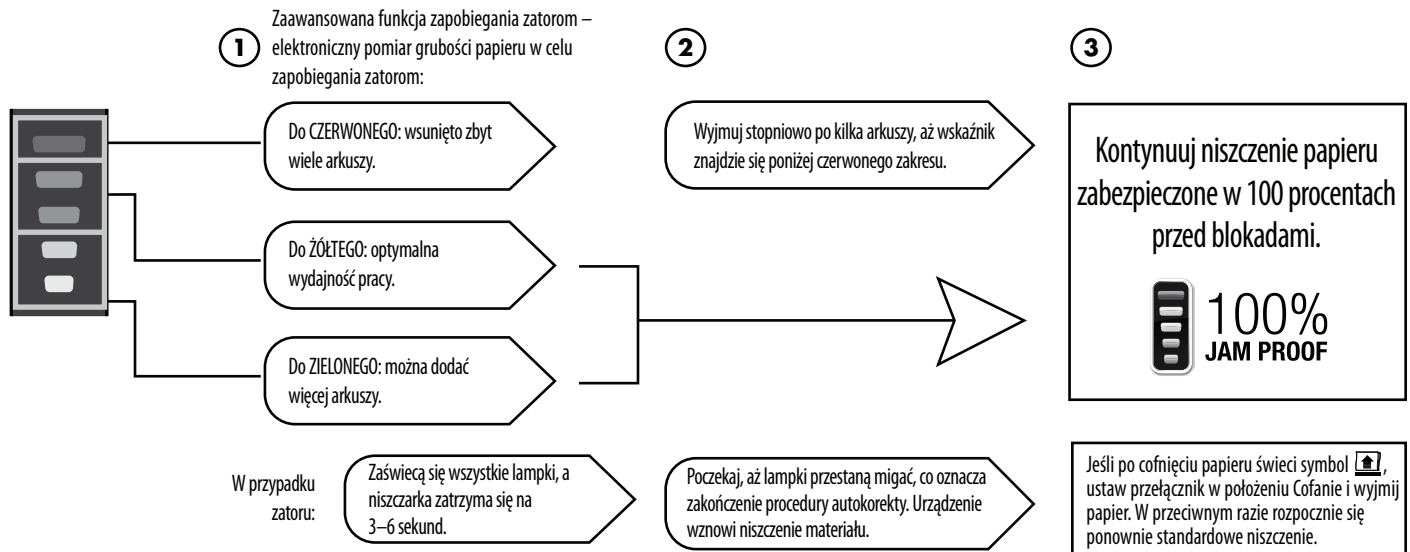 1
Zaawansowana funkcja zapobiegania zatorom –
elektroniczny pomiar grubości papieru w celu
zapobiegania zatorom:
Do CZERWONEGO: wsunięto zbyt
wiele arkuszy.
Do ŻÓŁTEGO: optymalna
wydajność pracy.
Do ZIELONEGO: można dodać
więcej arkuszy.
2
Wyjmuj stopniowo po kilka arkuszy, aż wskaźnik
znajdzie się poniżej czerwonego zakresu.
3
Kontynuuj niszczenie papieru
zabezpieczone w 100 procentach
przed blokadami.
100%
JAM PROOF
W przypadku
zatoru:
Zaświecą się wszystkie lampki, a
niszczarka zatrzyma się na
3–6 sekund.
Poczekaj, aż lampki przestaną migać, co oznacza
zakończenie procedury autokorekty. Urządzenie
wznowi niszczenie materiału.
Jeśli po cofnięciu papieru świeci symbol ,
ustaw przełącznik w położeniu Cofanie i wyjmij
papier. W przeciwnym razie rozpocznie się
ponownie standardowe niszczenie.